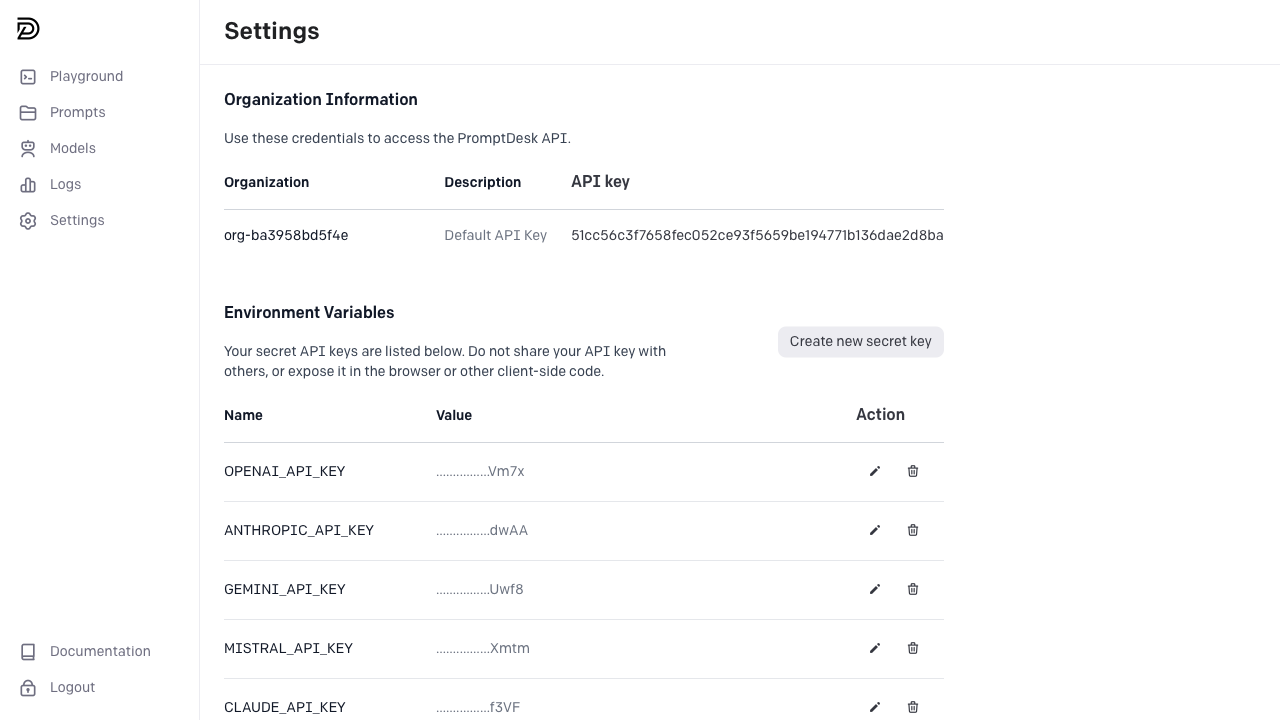 Settings
Playground
Prompts
Models
Logs
Settings
Documentation
Logout
Organization Information
Use these credentials to access the PromptDesk API.
Organization Description API key
org-ba3958bd5f4e Default API Key 51cc56c3f7658fec052ce93f5659be194771b136dae2d8ba
Environment Variables
Your secret API keys are listed below. Do not share your API key with
others, or expose it in the browser or other client-side code.
Create new secret key
Name Value Action
OPENAI_API_KEY ................Vm7x
ANTHROPIC_API_KEY ................dwAA
GEMINI_API_KEY ................Uwf8
MISTRAL_API_KEY ................Xmtm
CLAUDE_API_KEY ................f3VF